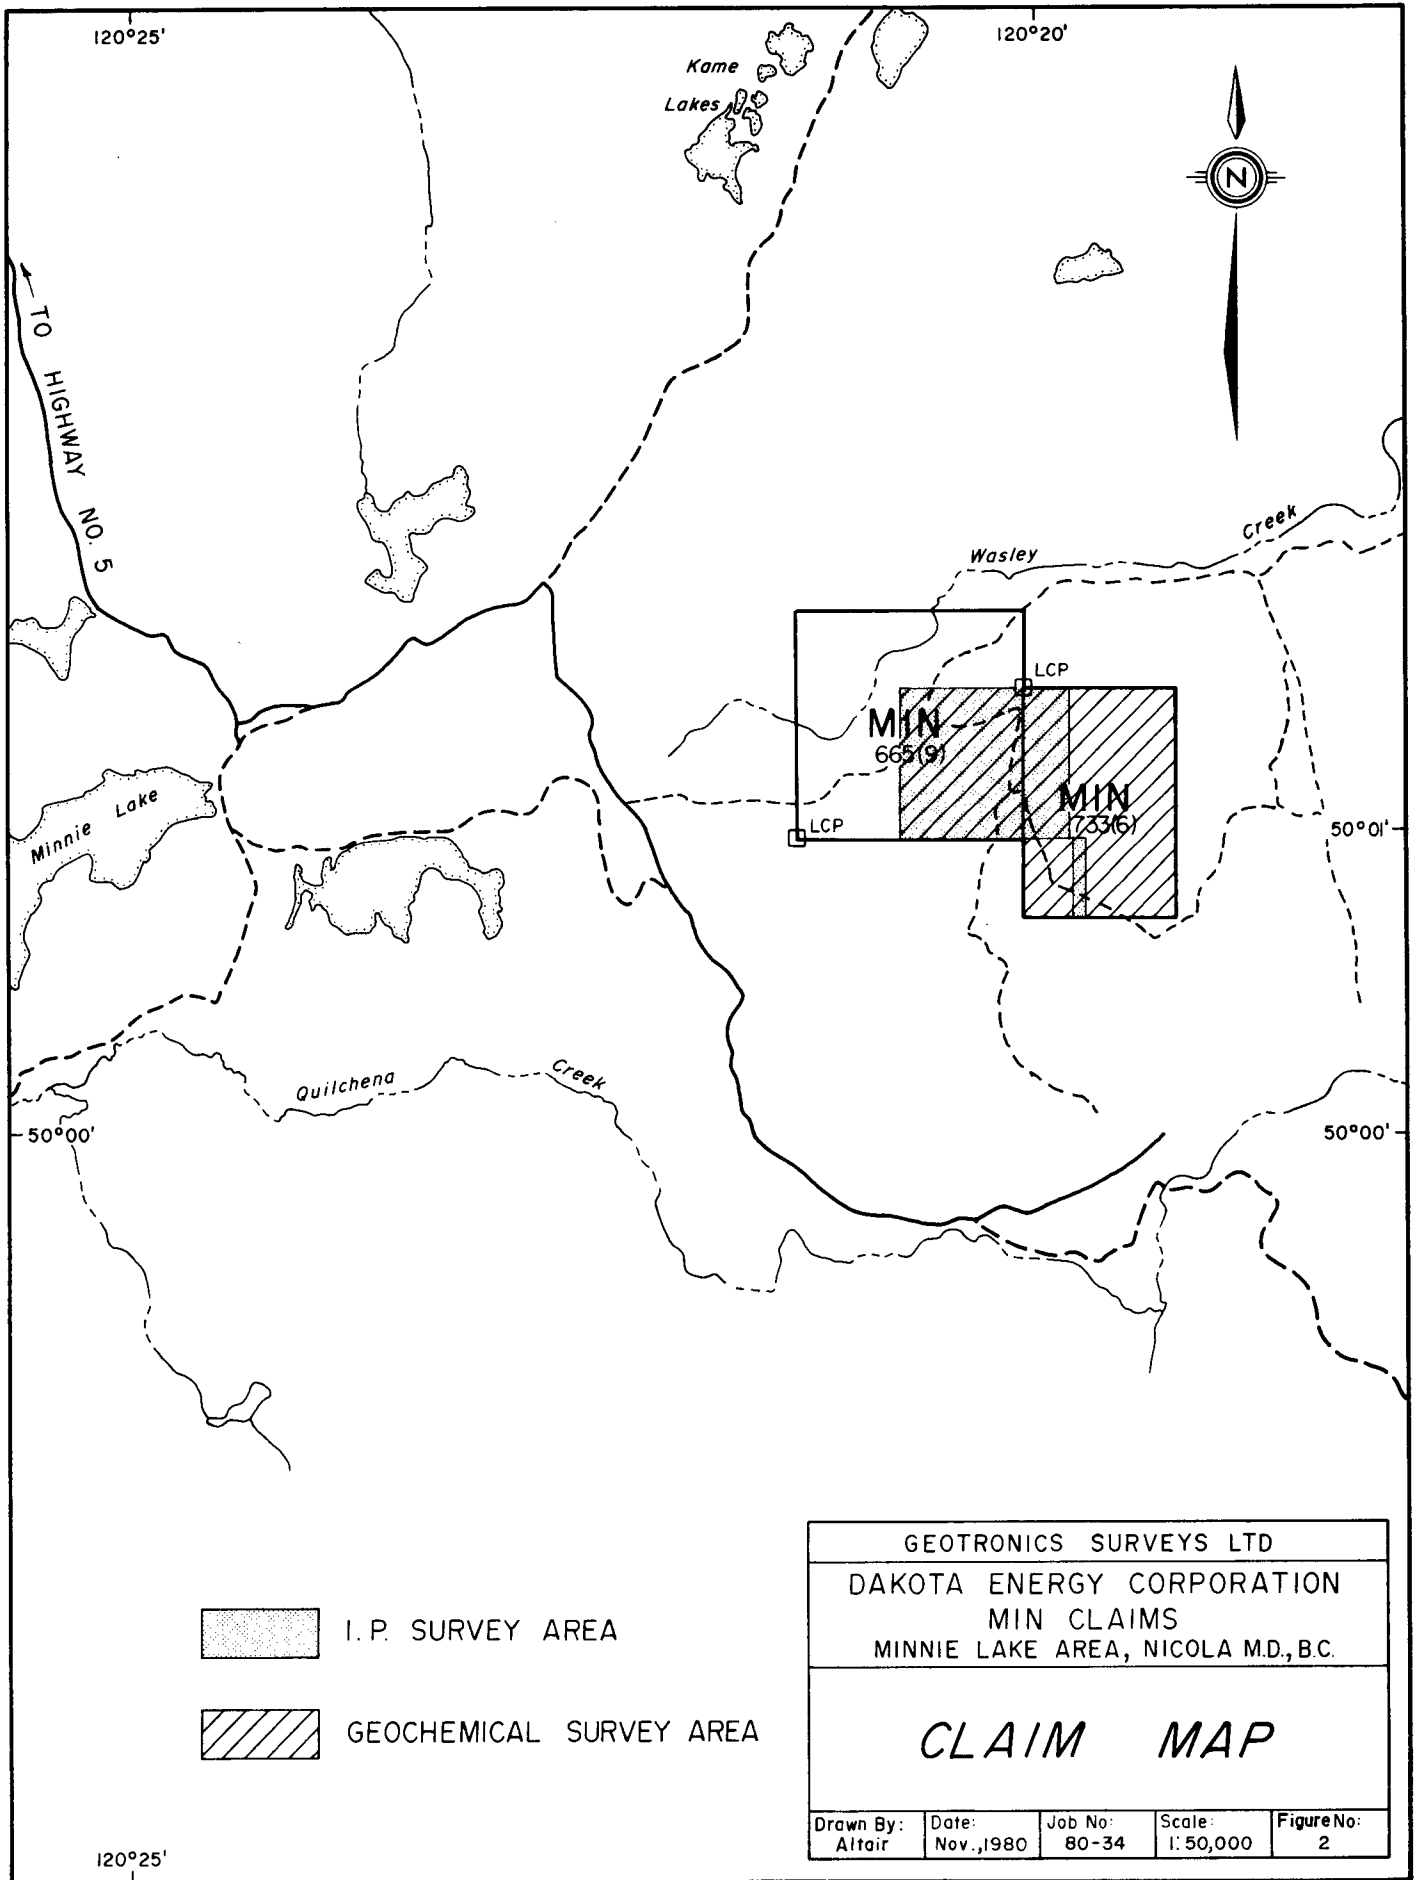 120°25'
120°20'
Kame
Lakes
N
TO HIGHWAY NO. 5
Creek
Wasley
LCP
MIN
665(9)
MIN
733(6)
Minnie Lake
LCP
50°01'
Quilchena
Creek
50°00'
50°00'
I.P. SURVEY AREA
GEOCHEMICAL SURVEY AREA
GEOTRONICS SURVEYS LTD
DAKOTA ENERGY CORPORATION
MIN CLAIMS
MINNIE LAKE AREA, NICOLA M.D., B.C.
CLAIM MAP
Drawn By:
Altair
Date:
Nov.,1980
Job No:
80-34
Scale:
1:50,000
Figure No:
2
120°25'